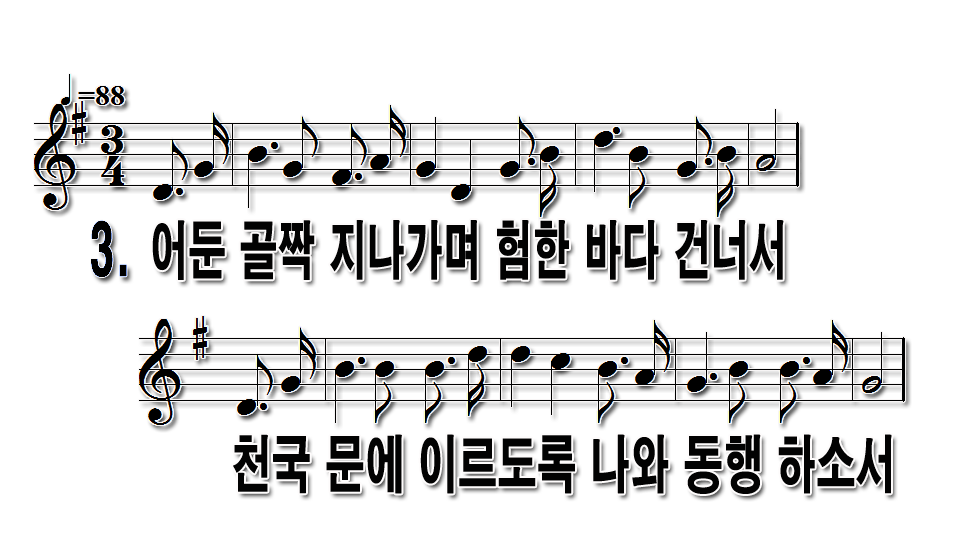 ♩=88
3/4
3. 어둔 골짝 지나가며 험한 바다 건너서
천국 문에 이르도록 나와 동행 하소서